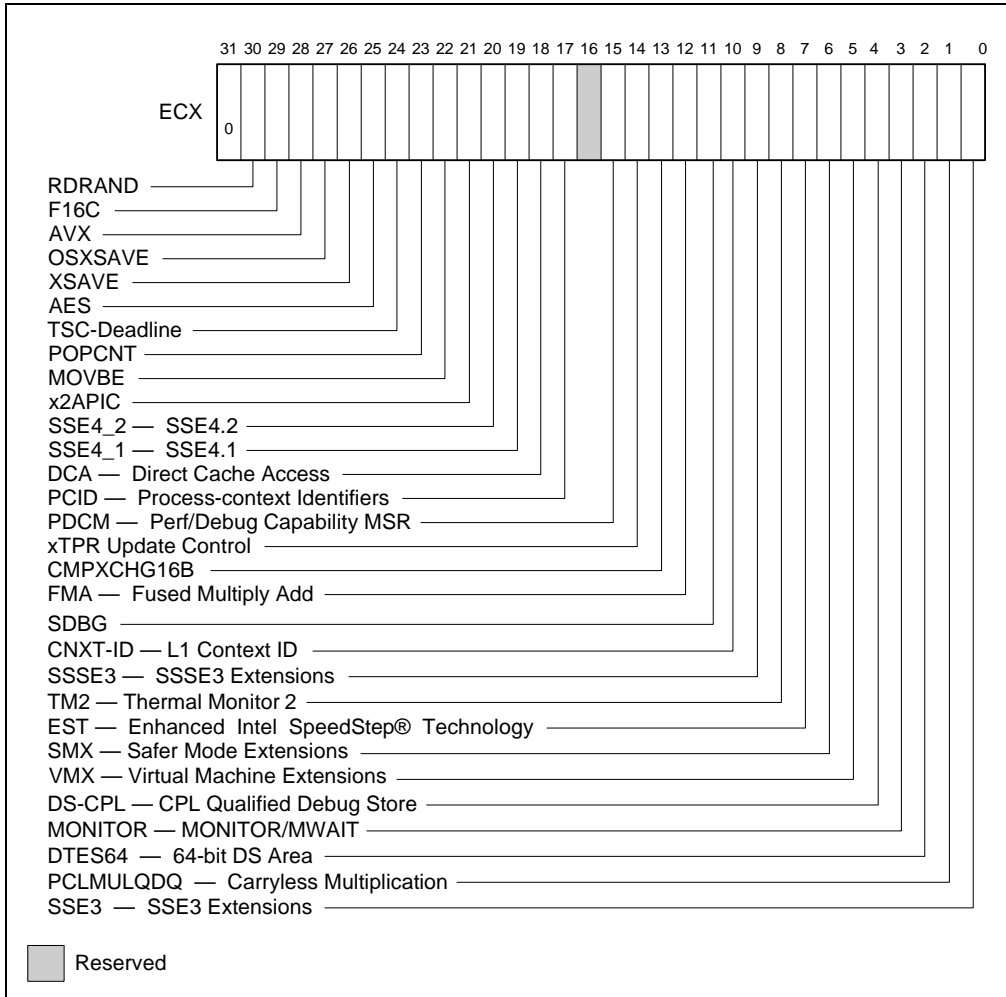 31 30 29 28 27 26 25 24 23 22 21 20 19 18 17 16 15 14 13 12 11 10 9 8 7 6 5 4 3 2 1 0
ECX
0
RDRAND
F16C
AVX
OSXSAVE
XSAVE
AES
TSC-Deadline
POPCNT
MOVBE
x2APIC
SSE4_2 — SSE4.2
SSE4_1 — SSE4.1
DCA — Direct Cache Access
PCID — Process-context Identifiers
PDCM — Perf/Debug Capability MSR
xTPR Update Control
CMPXCHG16B
FMA — Fused Multiply Add
SDBG
CNXT-ID — L1 Context ID
SSSE3 — SSSE3 Extensions
TM2 — Thermal Monitor 2
EST — Enhanced Intel SpeedStep® Technology
SMX — Safer Mode Extensions
VMX — Virtual Machine Extensions
DS-CPL — CPL Qualified Debug Store
MONITOR — MONITOR/MWAIT
DTES64 — 64-bit DS Area
PCLMULQDQ — Carryless Multiplication
SSE3 — SSE3 Extensions
Reserved